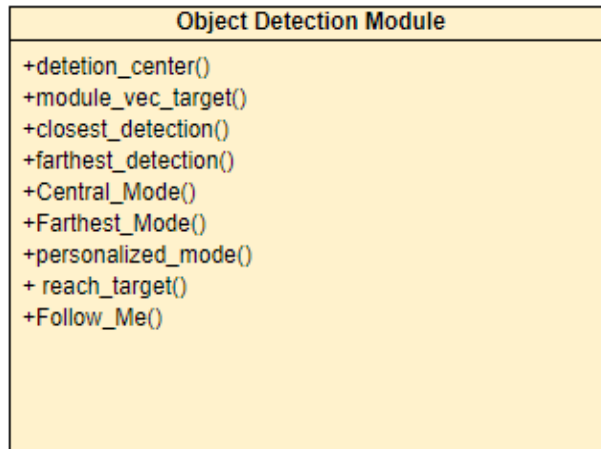 Object Detection Module
+detetion_center()
+module_vec_target()
+closest_detection()
+farthest_detection()
+Central_Mode()
+Farthest_Mode()
+personalized_mode()
+ reach_target()
+Follow_Me()